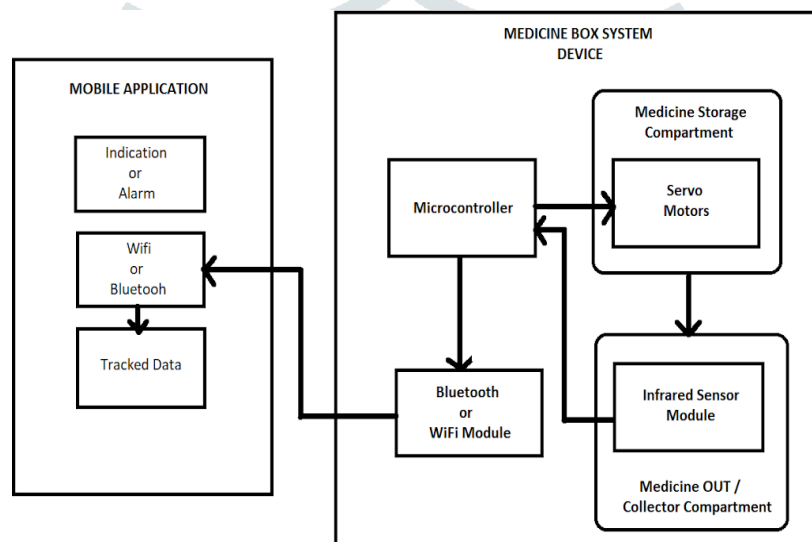 MOBILE APPLICATION
Indication
or
Alarm
Wifi
or
Bluetooh
Tracked Data
MEDICINE BOX SYSTEM
DEVICE
Microcontroller
Bluetooth
or
WiFi Module
Medicine Storage
Compartment
Servo
Motors
Infrared Sensor
Module
Medicine OUT /
Collector Compartment